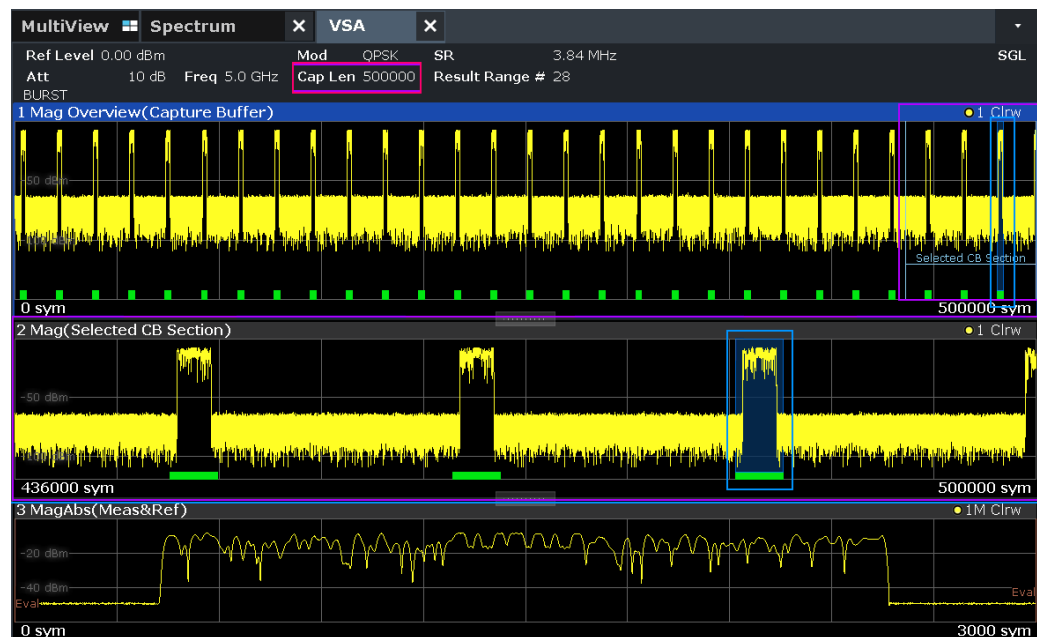 MultiView Spectrum X VSA X
Ref Level 0.00 dBm Mod QPSK SR 3.84 MHz SGL
Att 10 dB Freq 5.0 GHz Cap Len 500000 Result Range # 28
BURST
1 Mag Overview(Capture Buffer) 1 Clrw
-50 dBm
Selected CB Section
0 sym 500000 sym
2 Mag(Selected CB Section) 1 Clrw
-50 dBm
436000 sym 500000 sym
3 MagAbs(Meas&Ref) 1M Clrw
-20 dBm
-40 dBm
Eval Eval
0 sym 3000 sym